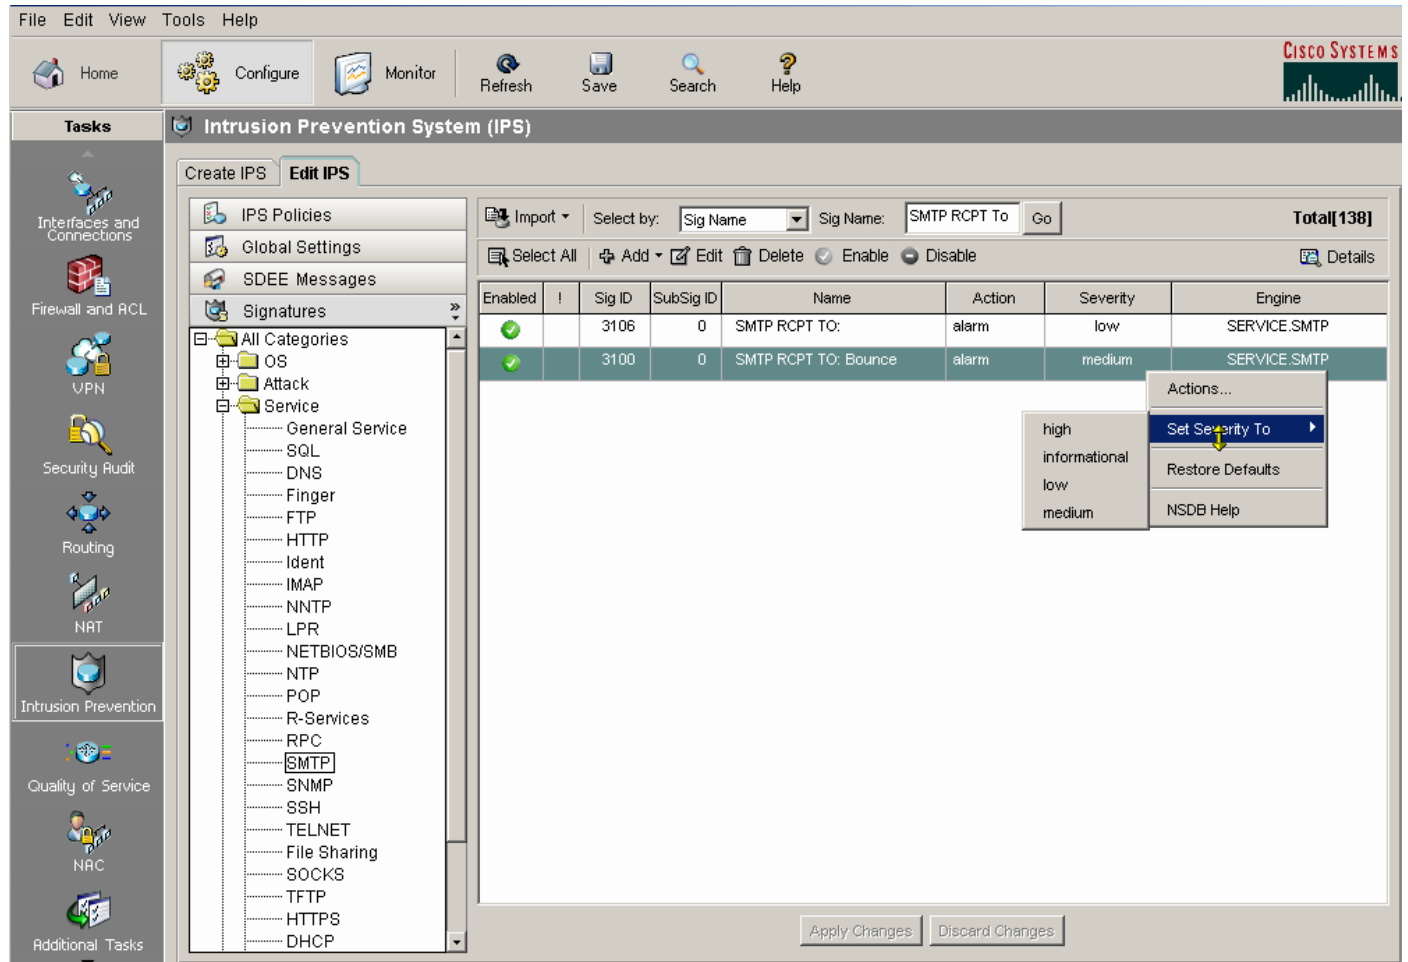 File Edit View Tools Help
Home
Configure
Monitor
Refresh
Save
Search
Help
CISCO SYSTEMS
Tasks
Intrusion Prevention System (IPS)
Interfaces and
Connections
Firewall and ACL
VPN
Security Audit
Routing
NAT
Intrusion Prevention
Quality of Service
NAC
Additional Tasks
Create IPS
Edit IPS
IPS Policies
Global Settings
SDEE Messages
Signatures
All Categories
OS
Attack
Service
General Service
SQL
DNS
Finger
FTP
HTTP
Ident
IMAP
NNTP
LPR
NETBIOS/SMB
NTP
POP
R-Services
RPC
SMTP
SNMP
SSH
TELNET
File Sharing
SOCKS
TFTP
HTTPS
DHCP
Import Select by: Sig Name Sig Name: SMTP RCPT To Go Total[138]
Select All Add Edit Delete Enable Disable Details
Enabled ! Sig ID SubSig ID Name Action Severity Engine
3106 0 SMTP RCPT TO: alarm low SERVICE.SMTP
3100 0 SMTP RCPT TO: Bounce alarm medium SERVICE.SMTP
Actions...
Set Severity To
Restore Defaults
NSDB Help
high
informational
low
medium
Apply Changes
Discard Changes